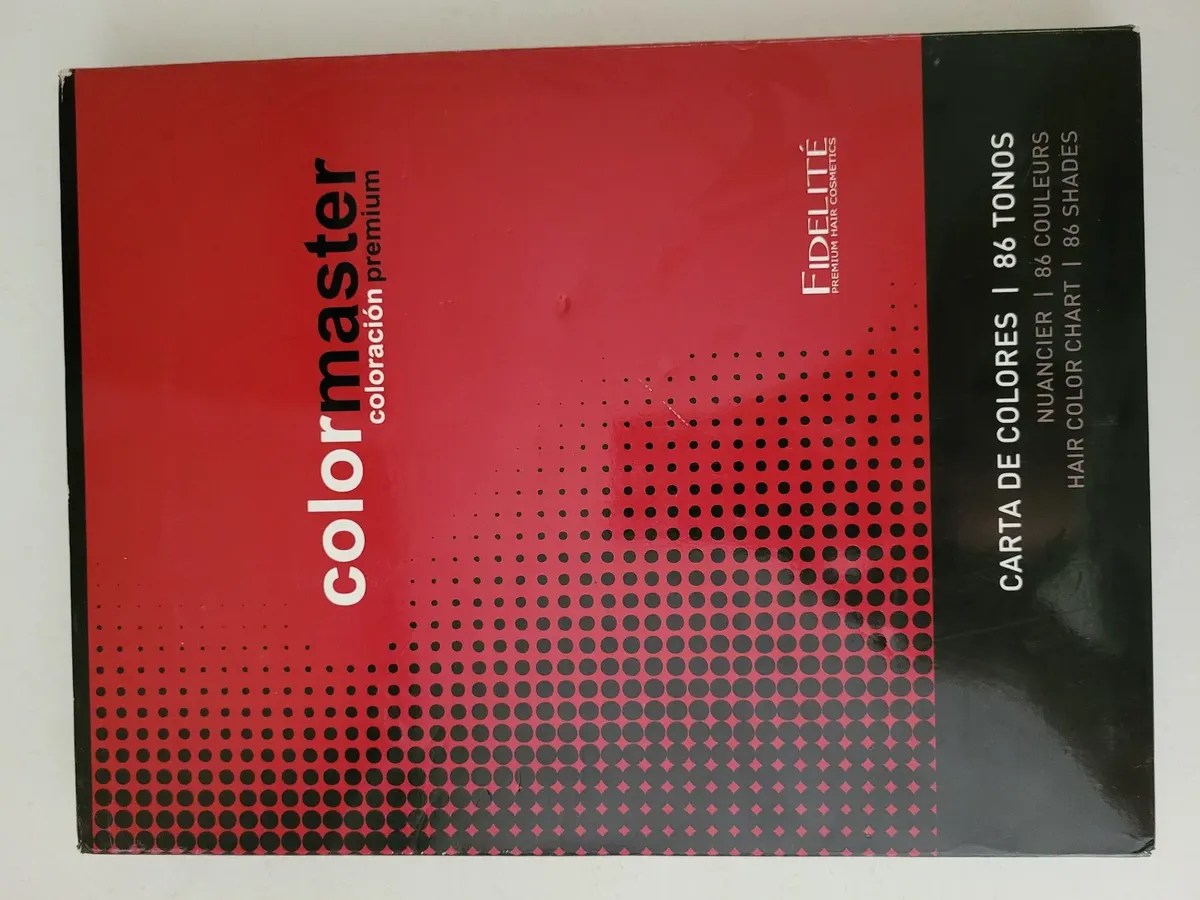 colormaster
coloración premium
FIDELITÉ
PREMIUM HAIR COSMETICS
CARTA DE COLORES | 86 TONOS
NUANCIER | 86 COULEURS
HAIR COLOR CHART | 86 SHADES